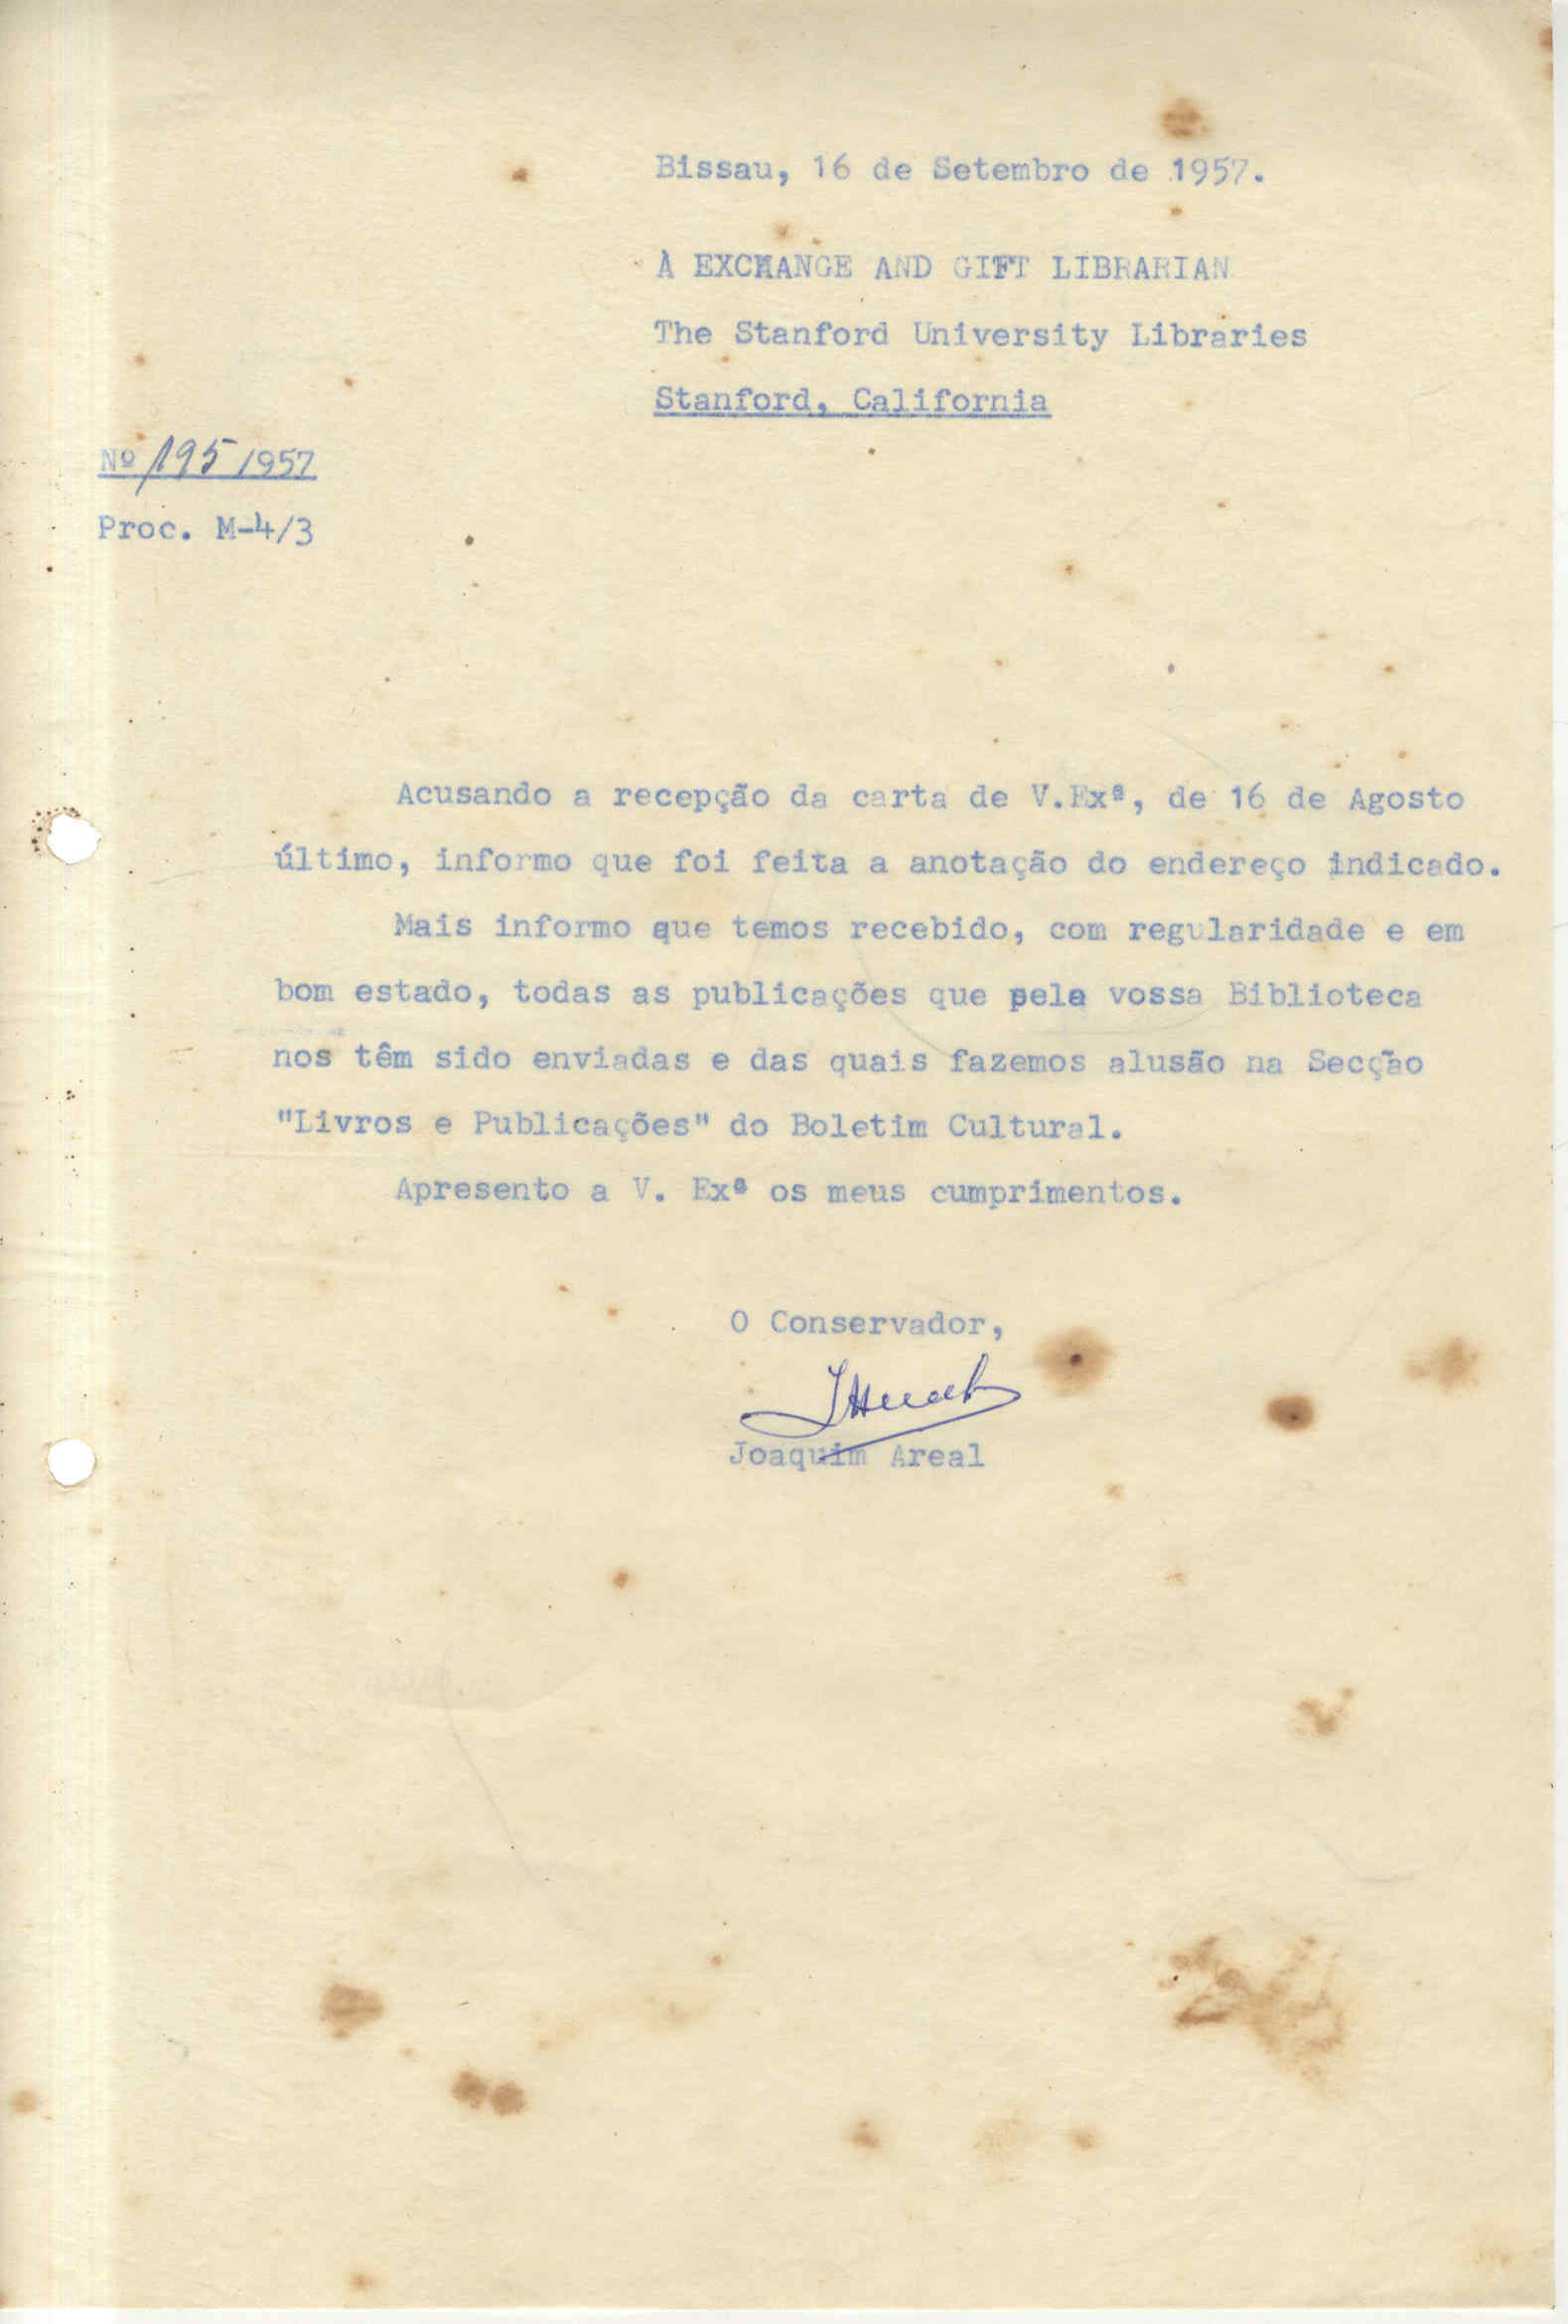 Bissau, 16 de Setembro de 1957.
À EXCHANGE AND GIFT LIBRARIAN
The Stanford University Libraries
Stanford, California
Nº 195/1957
Proc. M-4/3
Acusando a recepção da carta de V.Exª, de 16 de Agosto
último, informo que foi feita a anotação do endereço indicado.
Mais informo que temos recebido, com regularidade e em
bom estado, todas as publicações que pela vossa Biblioteca
nos têm sido enviadas e das quais fazemos alusão na Secção
"Livros e Publicações" do Boletim Cultural.
Apresento a V. Exª os meus cumprimentos.
O Conservador,
Joaquim Areal